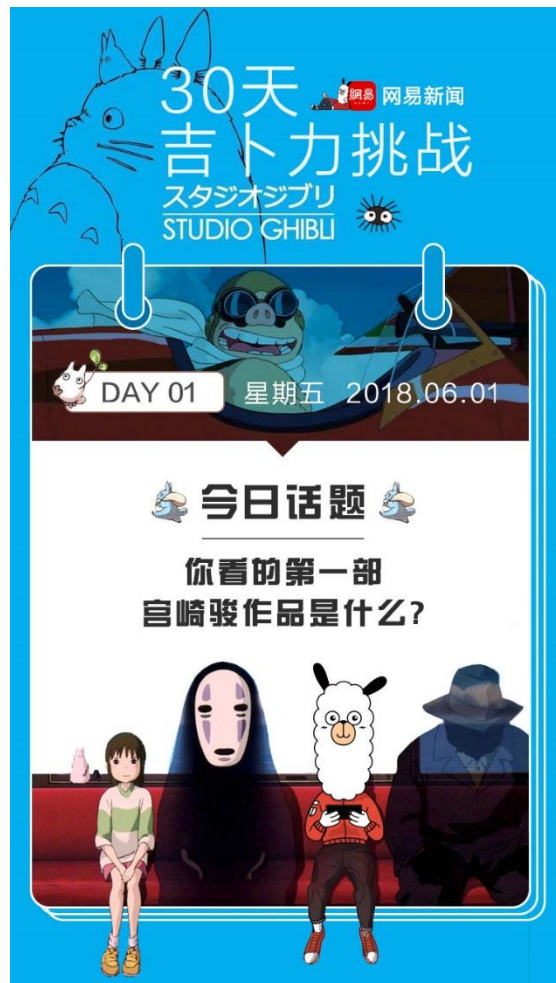 30天
網易 网易新闻
吉卜力挑战
スタジオジブリ
STUDIO GHIBLI
DAY 01 星期五 2018.06.01
今日话题
你看的第一部
宫崎骏作品是什么?